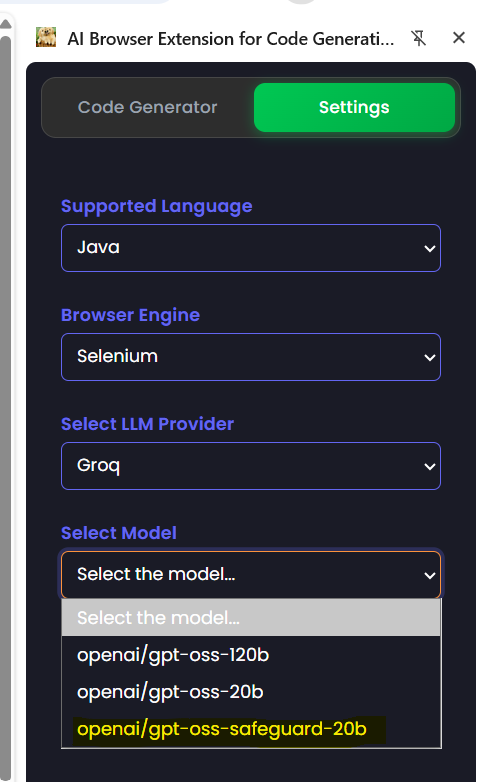 AI Browser Extension for Code Generati...
Code Generator
Settings
Supported Language
Java
Browser Engine
Selenium
Select LLM Provider
Groq
Select Model
Select the model...
Select the model...
openai/gpt-oss-120b
openai/gpt-oss-20b
openai/gpt-oss-safeguard-20b